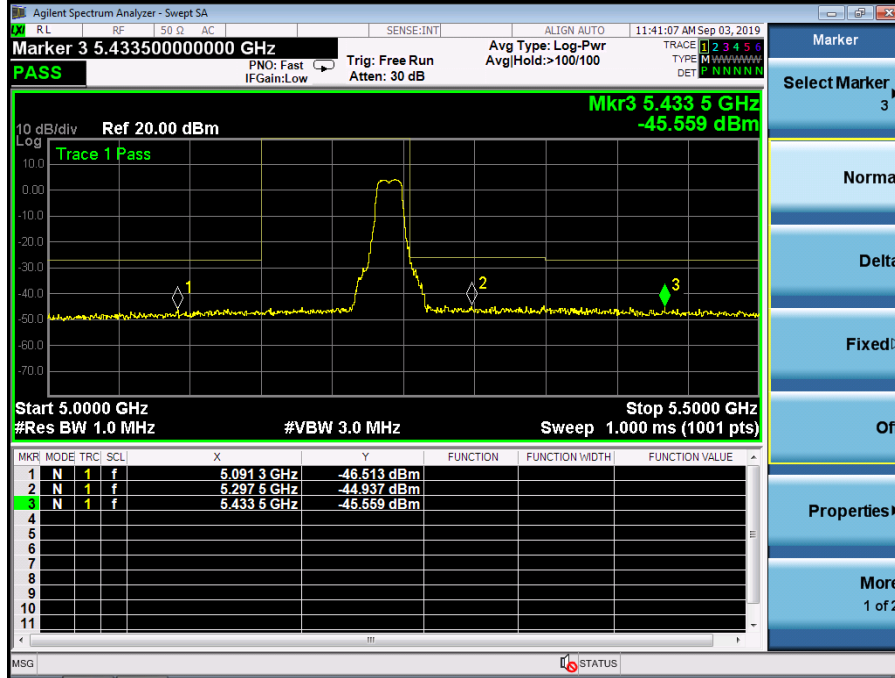 Agilent Spectrum Analyzer - Swept SA
LXI RL RF 50 Ω AC SENSE:INT ALIGN AUTO 11:41:07 AM Sep 03, 2019
Marker 3 5.433500000000 GHz
PASS
PNO: Fast
IFGain:Low
Trig: Free Run
Atten: 30 dB
Avg Type: Log-Pwr
Avg|Hold:>100/100
TRACE 1 2 3 4 5 6
TYPE M WWWWW
DET P N N N N N
Mkr3 5.433 5 GHz
-45.559 dBm
10 dB/div Ref 20.00 dBm
Log
Trace 1 Pass
10.0
0.00
-10.0
-20.0
-30.0
-40.0
-50.0
-60.0
-70.0
1
2
3
Start 5.0000 GHz Stop 5.5000 GHz
#Res BW 1.0 MHz #VBW 3.0 MHz Sweep 1.000 ms (1001 pts)
MKR MODE TRC SCL X Y FUNCTION FUNCTION WIDTH FUNCTION VALUE
1 N 1 f 5.091 3 GHz -46.513 dBm
2 N 1 f 5.297 5 GHz -44.937 dBm
3 N 1 f 5.433 5 GHz -45.559 dBm
4
5
6
7
8
9
10
11
MSG STATUS
Marker
Select Marker
3
Norma
Delta
Fixed
Of
Properties
More
1 of 2